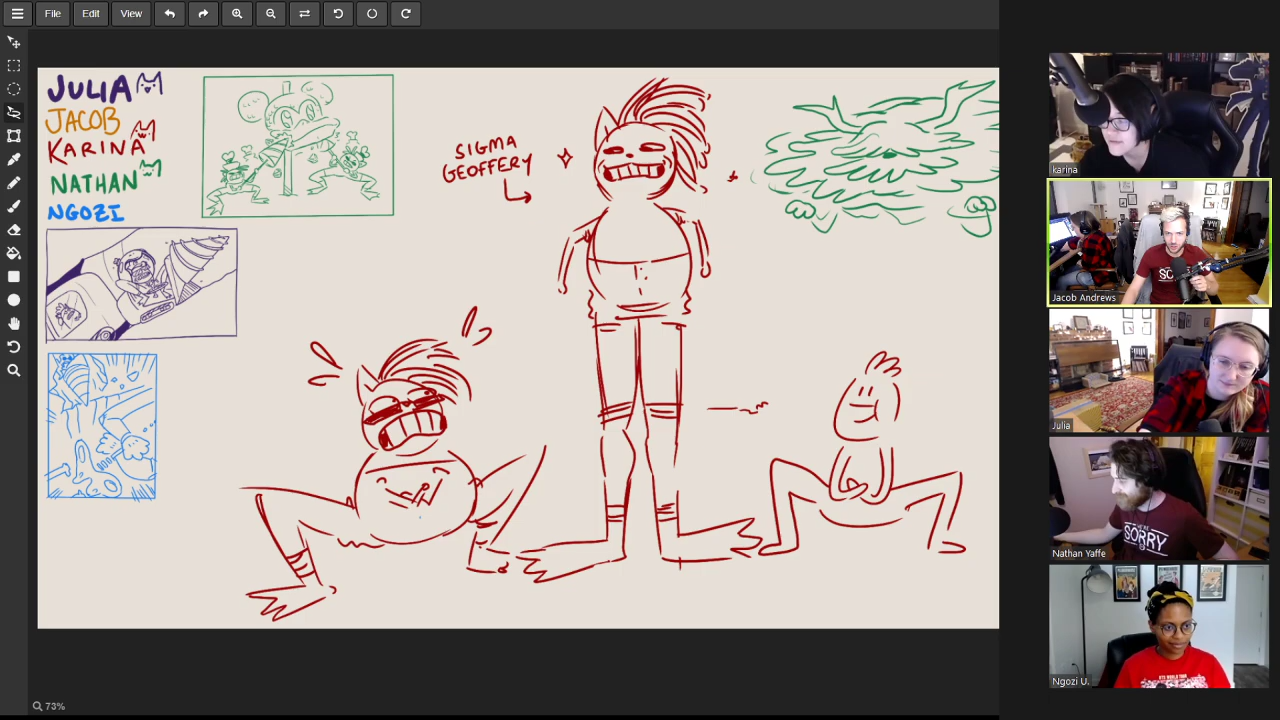 File Edit View
JULIA
JACOB
KARINA
NATHAN
NGOZI
SIGMA
GEOFFERY
karina
Jacob Andrews
Julia
SORRY
Nathan Yaffe
Ngozi U.
73%